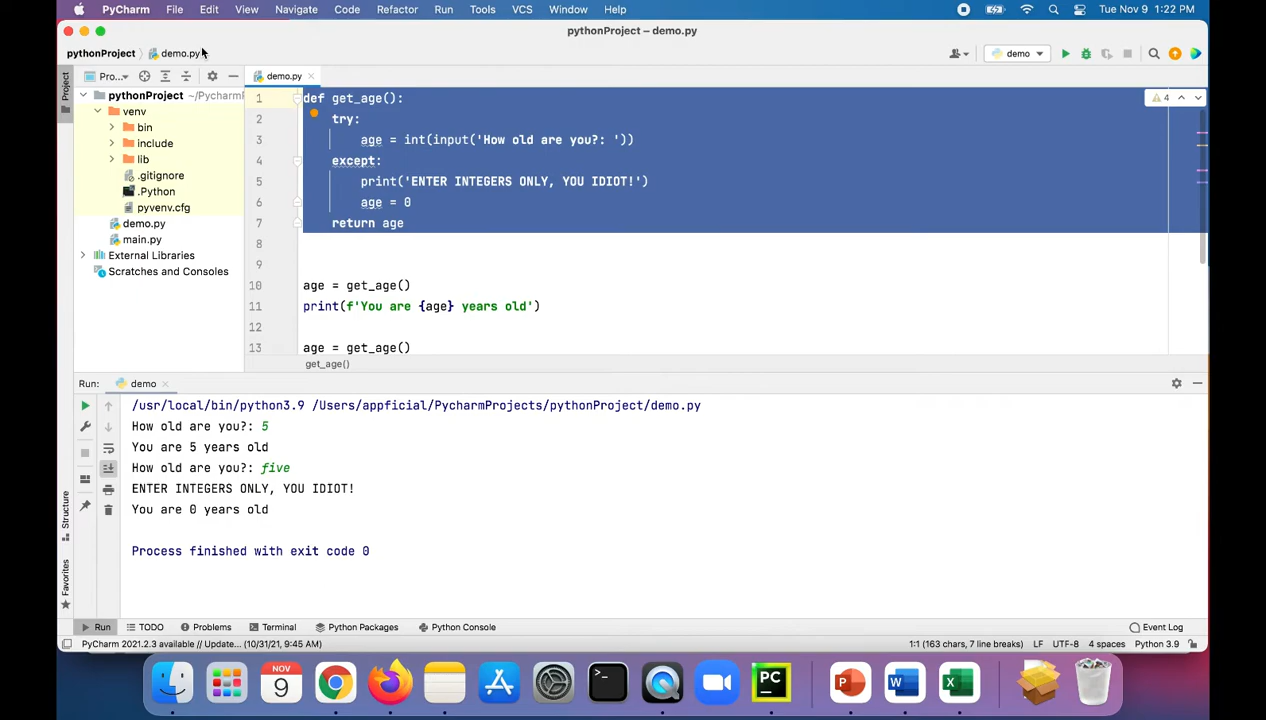 PyCharm File Edit View Navigate Code Refactor Run Tools VCS Window Help Tue Nov 9 1:22 PM
pythonProject – demo.py
pythonProject demo.py demo
Project Pro... demo.py
pythonProject ~/PycharmF
venv
bin
include
lib
.gitignore
.Python
pyvenv.cfg
demo.py
main.py
External Libraries
Scratches and Consoles
4
1 def get_age():
2 try:
3 age = int(input('How old are you?: '))
4 except:
5 print('ENTER INTEGERS ONLY, YOU IDIOT!')
6 age = 0
7 return age
8
9
10 age = get_age()
11 print(f'You are {age} years old')
12
13 age = get_age()
get_age()
Run: demo
/usr/local/bin/python3.9 /Users/appficial/PycharmProjects/pythonProject/demo.py
How old are you?: 5
You are 5 years old
How old are you?: five
ENTER INTEGERS ONLY, YOU IDIOT!
You are 0 years old
Process finished with exit code 0
Structure
Favorites
Run TODO Problems Terminal Python Packages Python Console Event Log
PyCharm 2021.2.3 available // Update... (10/31/21, 9:45 AM) 1:1 (163 chars, 7 line breaks) LF UTF-8 4 spaces Python 3.9
NOV
9
>_
PC
P
W
X